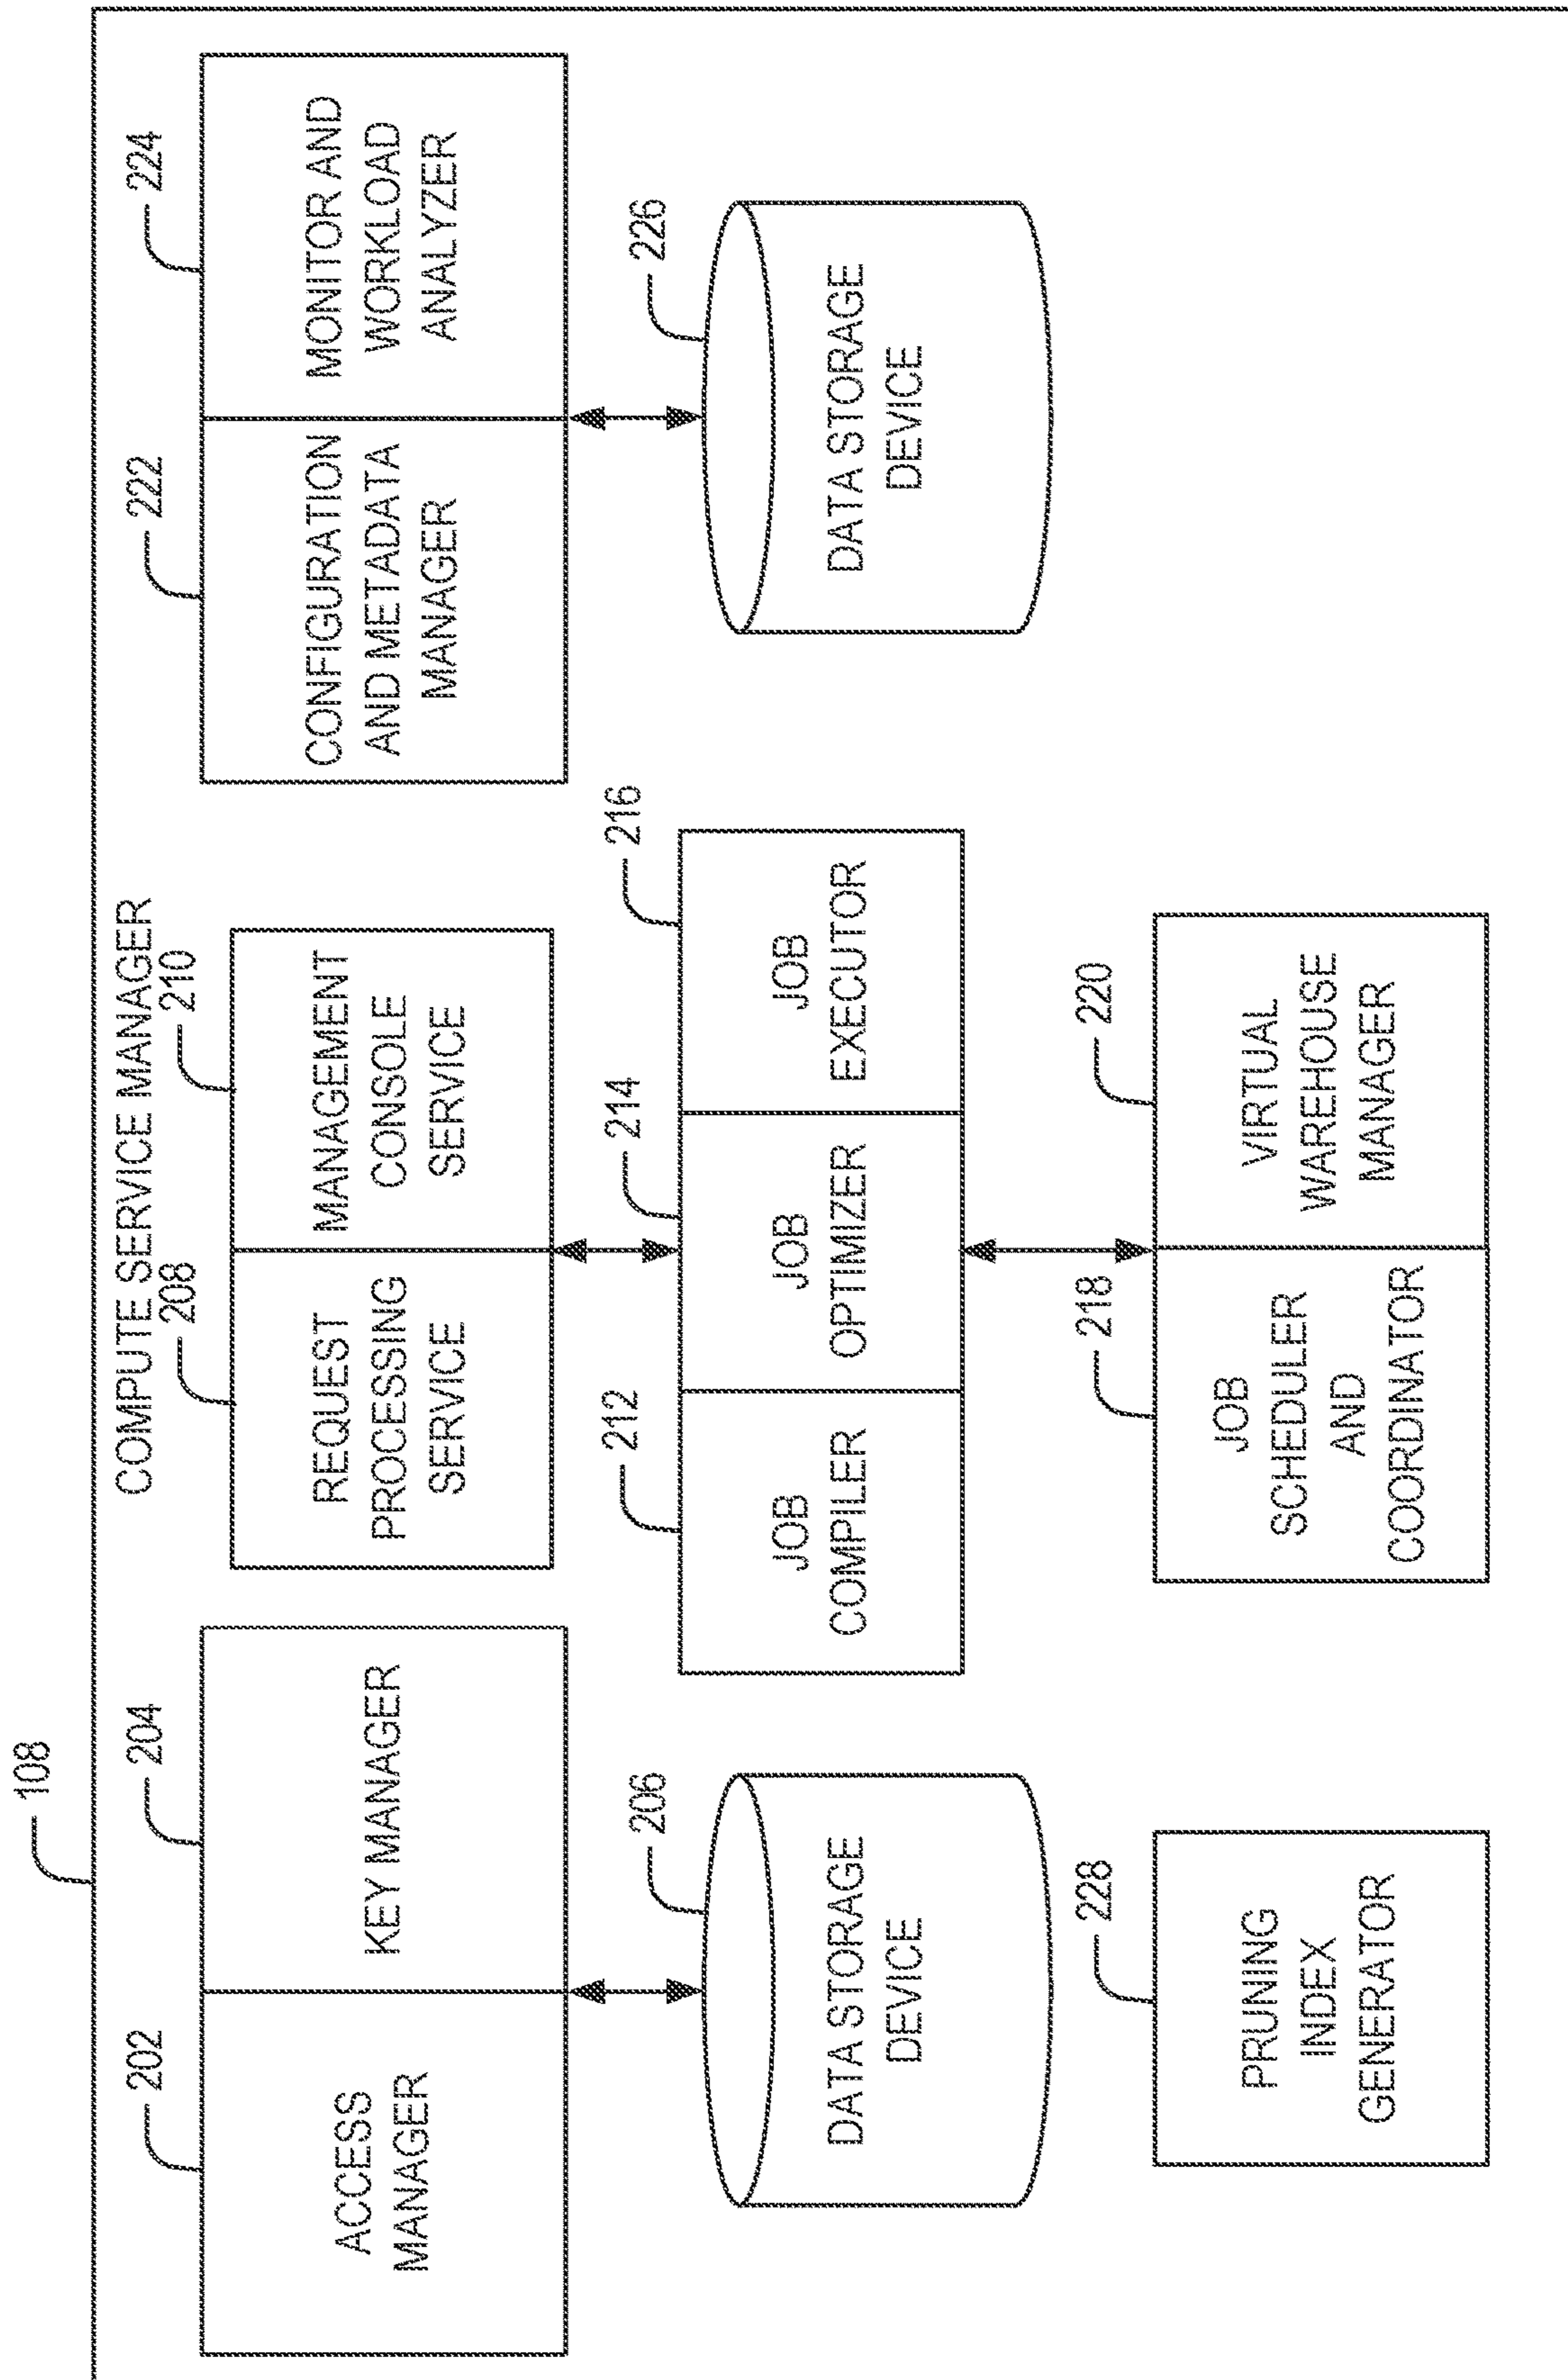 108
COMPUTE SERVICE MANAGER
202
204
208
210
222
224
ACCESS
MANAGER
KEY MANAGER
REQUEST
PROCESSING
SERVICE
MANAGEMENT
CONSOLE
SERVICE
CONFIGURATION
AND METADATA
MANAGER
MONITOR AND
WORKLOAD
ANALYZER
206
212
214
216
226
DATA STORAGE
DEVICE
JOB
COMPILER
JOB
OPTIMIZER
JOB
EXECUTOR
DATA STORAGE
DEVICE
228
218
220
PRUNING
INDEX
GENERATOR
JOB
SCHEDULER
AND
COORDINATOR
VIRTUAL
WAREHOUSE
MANAGER